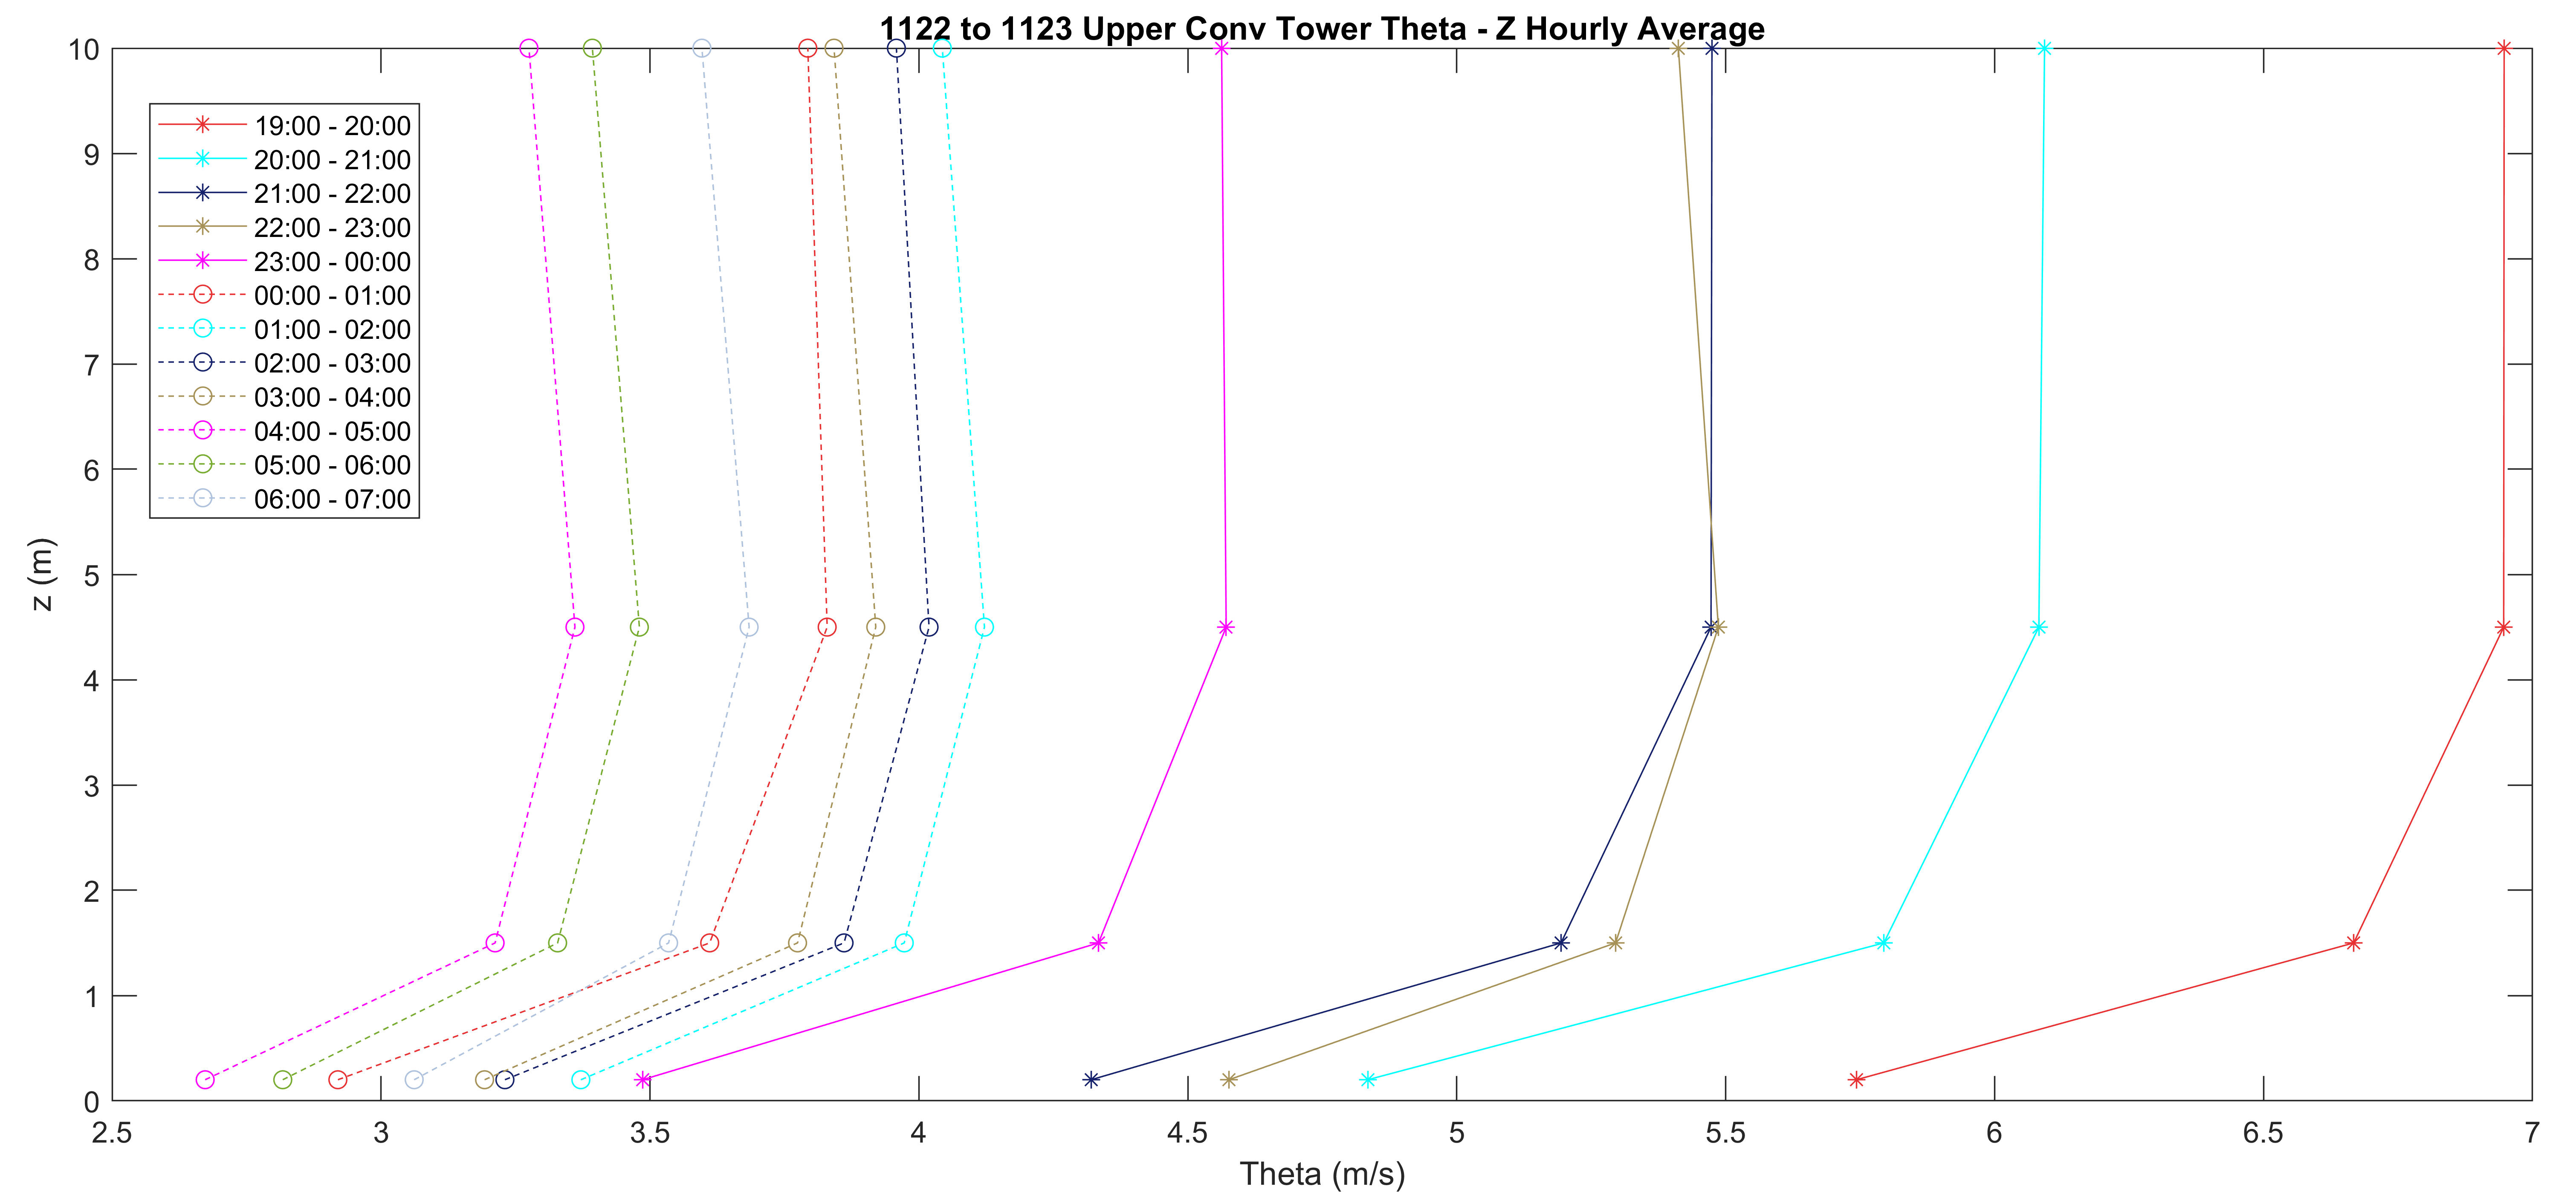 1122 to 1123 Upper Conv Tower Theta - Z Hourly Average
10
9
8
7
6
5
4
3
2
1
0
z (m)
19:00 - 20:00
20:00 - 21:00
21:00 - 22:00
22:00 - 23:00
23:00 - 00:00
00:00 - 01:00
01:00 - 02:00
02:00 - 03:00
03:00 - 04:00
04:00 - 05:00
05:00 - 06:00
06:00 - 07:00
2.5 3 3.5 4 4.5 5 5.5 6 6.5 7
Theta (m/s)